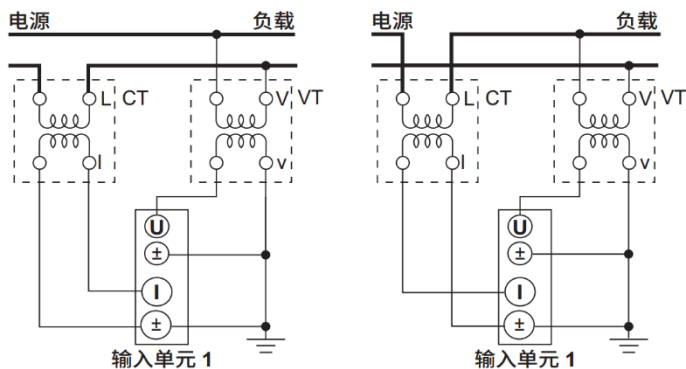 电源 负载 电源 负载
L CT V VT L CT V VT
l v l v
U U
± ±
I I
± ±
输入单元 1 输入单元 1